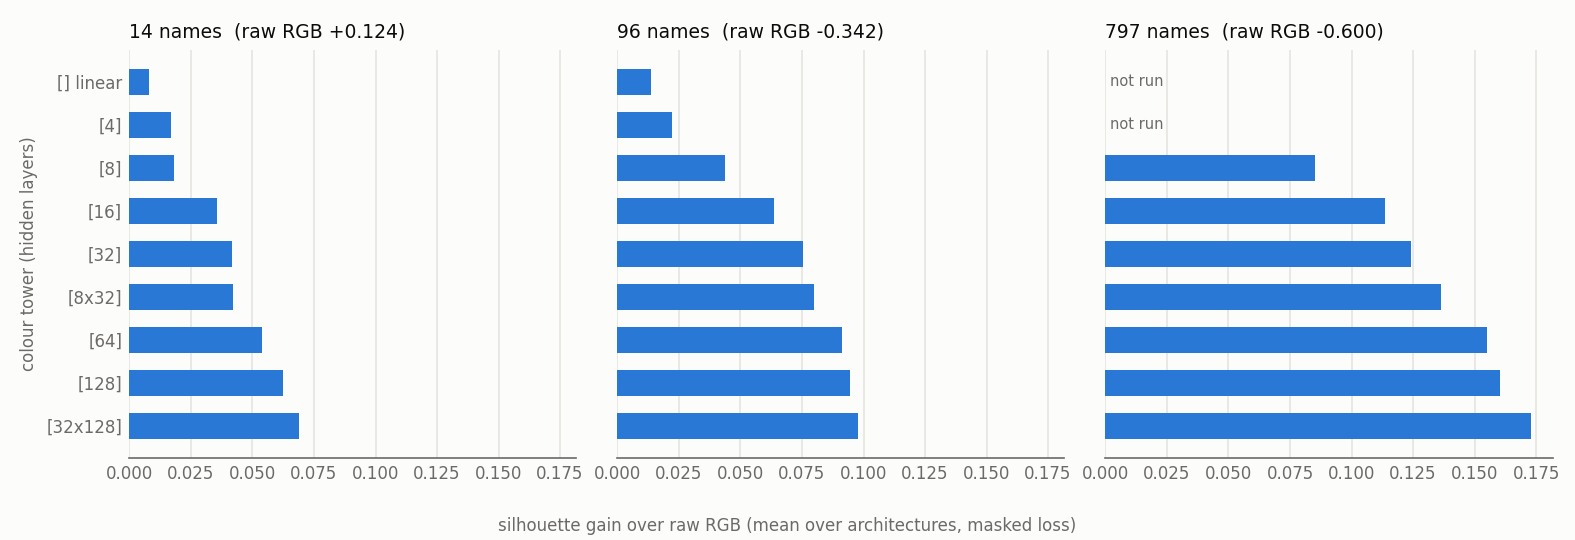 14 names  (raw RGB +0.124)
96 names  (raw RGB -0.342)
797 names  (raw RGB -0.600)
colour tower (hidden layers)
[] linear
[4]
[8]
[16]
[32]
[8x32]
[64]
[128]
[32x128]
not run
not run
0.000 0.025 0.050 0.075 0.100 0.125 0.150 0.175
0.000 0.025 0.050 0.075 0.100 0.125 0.150 0.175
0.000 0.025 0.050 0.075 0.100 0.125 0.150 0.175
silhouette gain over raw RGB (mean over architectures, masked loss)